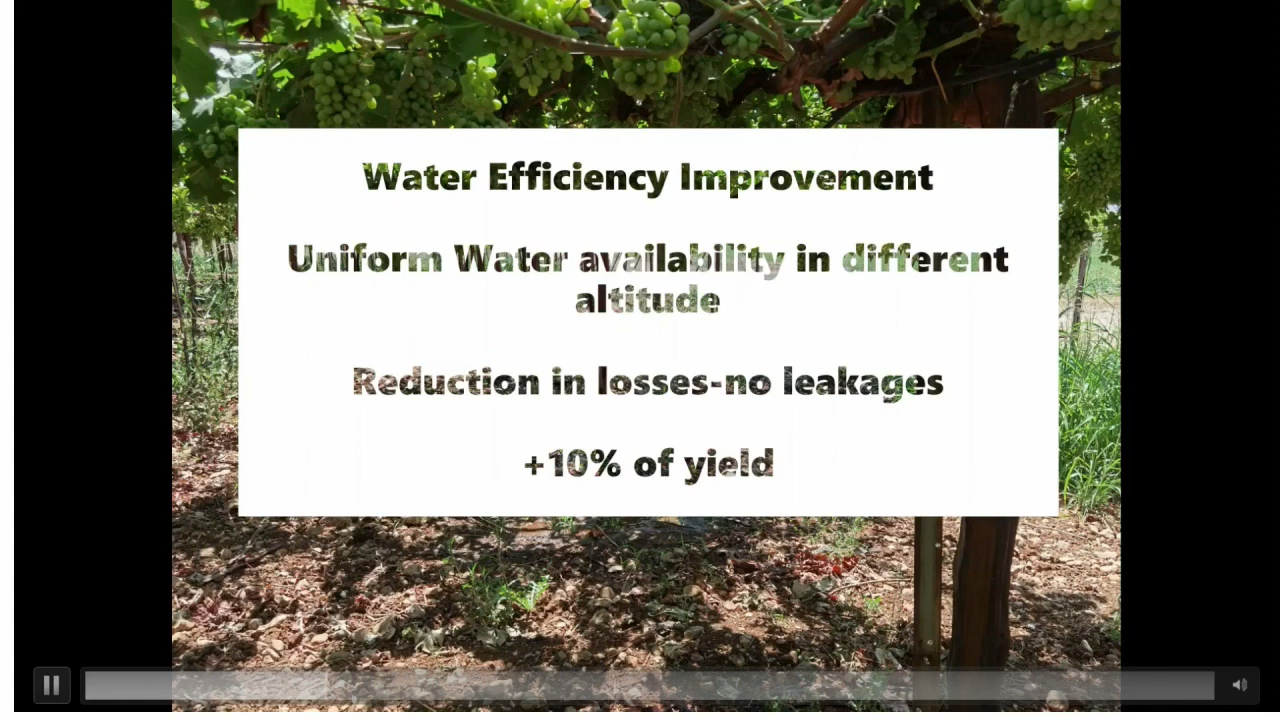 Water Efficiency Improvement
Uniform Water availability in different
altitude
Reduction in losses-no leakages
+10% of yield